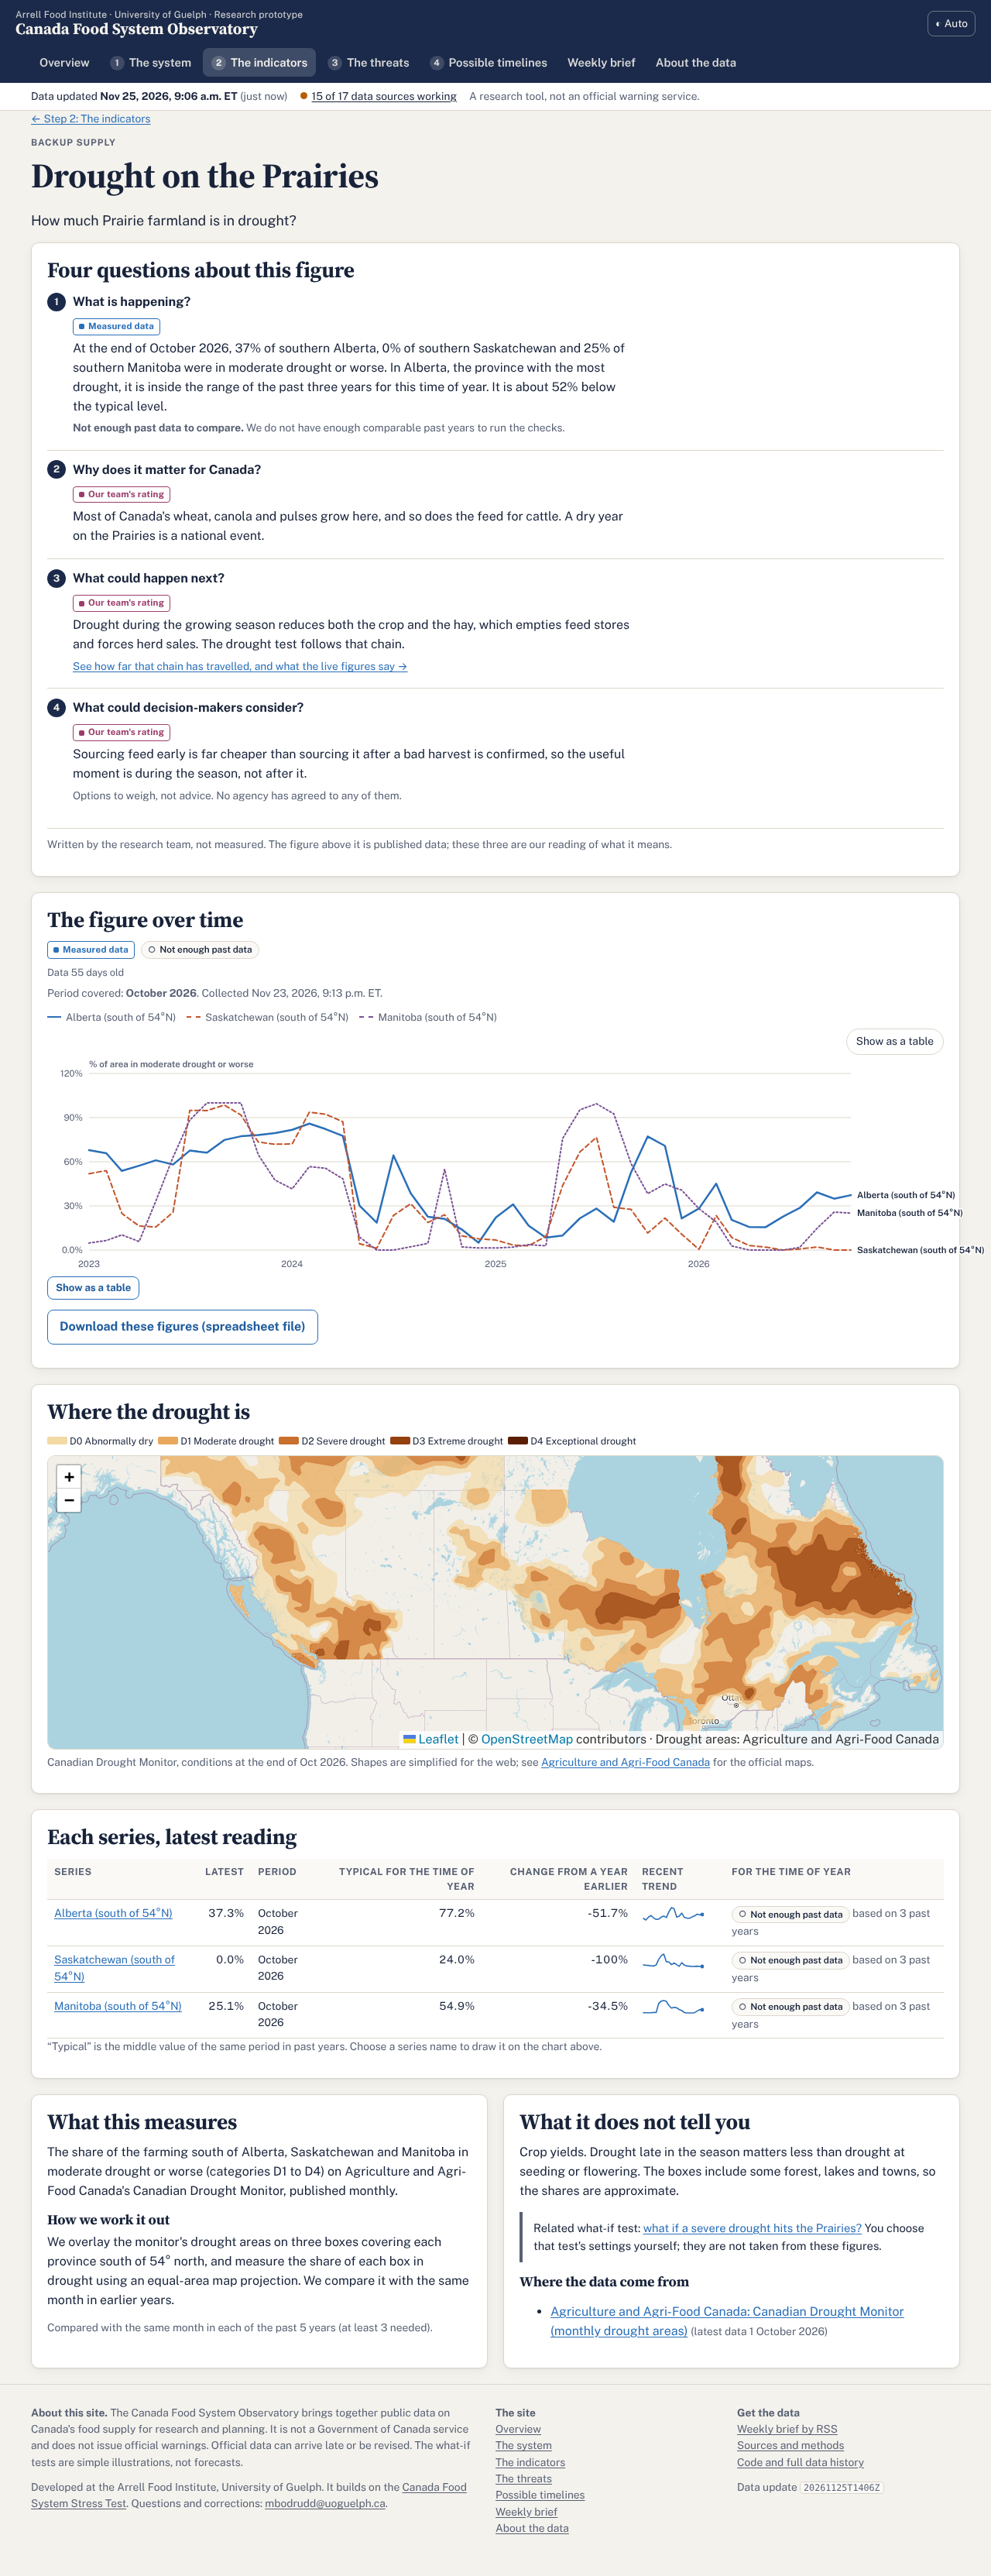 Arrell Food Institute · University of Guelph · Research prototype
Canada Food System Observatory
Auto
Overview
1 The system
2 The indicators
3 The threats
4 Possible timelines
Weekly brief
About the data
Data updated Nov 25, 2026, 9:06 a.m. ET (just now)
15 of 17 data sources working
A research tool, not an official warning service.
← Step 2: The indicators
BACKUP SUPPLY
Drought on the Prairies
How much Prairie farmland is in drought?
Four questions about this figure
1 What is happening?
Measured data
At the end of October 2026, 37% of southern Alberta, 0% of southern Saskatchewan and 25% of
southern Manitoba were in moderate drought or worse. In Alberta, the province with the most
drought, it is inside the range of the past three years for this time of year. It is about 52% below
the typical level.
Not enough past data to compare. We do not have enough comparable past years to run the checks.
2 Why does it matter for Canada?
Our team's rating
Most of Canada's wheat, canola and pulses grow here, and so does the feed for cattle. A dry year
on the Prairies is a national event.
3 What could happen next?
Our team's rating
Drought during the growing season reduces both the crop and the hay, which empties feed stores
and forces herd sales. The drought test follows that chain.
See how far that chain has travelled, and what the live figures say →
4 What could decision-makers consider?
Our team's rating
Sourcing feed early is far cheaper than sourcing it after a bad harvest is confirmed, so the useful
moment is during the season, not after it.
Options to weigh, not advice. No agency has agreed to any of them.
Written by the research team, not measured. The figure above it is published data; these three are our reading of what it means.
The figure over time
Measured data
Not enough past data
Data 55 days old
Period covered: October 2026. Collected Nov 23, 2026, 9:13 p.m. ET.
Alberta (south of 54°N)
Saskatchewan (south of 54°N)
Manitoba (south of 54°N)
Show as a table
% of area in moderate drought or worse
120%
90%
60%
30%
0.0%
Alberta (south of 54°N)
Manitoba (south of 54°N)
Saskatchewan (south of 54°N)
2023
2024
2025
2026
Show as a table
Download these figures (spreadsheet file)
Where the drought is
D0 Abnormally dry
D1 Moderate drought
D2 Severe drought
D3 Extreme drought
D4 Exceptional drought
+
−
Toronto
Leaflet | © OpenStreetMap contributors · Drought areas: Agriculture and Agri-Food Canada
Canadian Drought Monitor, conditions at the end of Oct 2026. Shapes are simplified for the web; see Agriculture and Agri-Food Canada for the official maps.
Each series, latest reading
SERIES LATEST PERIOD TYPICAL FOR THE TIME OF YEAR CHANGE FROM A YEAR EARLIER RECENT TREND FOR THE TIME OF YEAR
Alberta (south of 54°N) 37.3% October 2026 77.2% -51.7% Not enough past data based on 3 past years
Saskatchewan (south of 54°N) 0.0% October 2026 24.0% -100% Not enough past data based on 3 past years
Manitoba (south of 54°N) 25.1% October 2026 54.9% -34.5% Not enough past data based on 3 past years
"Typical" is the middle value of the same period in past years. Choose a series name to draw it on the chart above.
What this measures
The share of the farming south of Alberta, Saskatchewan and Manitoba in
moderate drought or worse (categories D1 to D4) on Agriculture and Agri-
Food Canada's Canadian Drought Monitor, published monthly.
How we work it out
We overlay the monitor's drought areas on three boxes covering each
province south of 54° north, and measure the share of each box in
drought using an equal-area map projection. We compare it with the same
month in earlier years.
Compared with the same month in each of the past 5 years (at least 3 needed).
What it does not tell you
Crop yields. Drought late in the season matters less than drought at
seeding or flowering. The boxes include some forest, lakes and towns, so
the shares are approximate.
Related what-if test: what if a severe drought hits the Prairies? You choose
that test's settings yourself; they are not taken from these figures.
Where the data come from
• Agriculture and Agri-Food Canada: Canadian Drought Monitor
(monthly drought areas) (latest data 1 October 2026)
About this site. The Canada Food System Observatory brings together public data on
Canada's food supply for research and planning. It is not a Government of Canada service
and does not issue official warnings. Official data can arrive late or be revised. The what-if
tests are simple illustrations, not forecasts.
Developed at the Arrell Food Institute, University of Guelph. It builds on the Canada Food
System Stress Test. Questions and corrections: mbodrudd@uoguelph.ca.
The site
Overview
The system
The indicators
The threats
Possible timelines
Weekly brief
About the data
Get the data
Weekly brief by RSS
Sources and methods
Code and full data history
Data update 20261125T1406Z